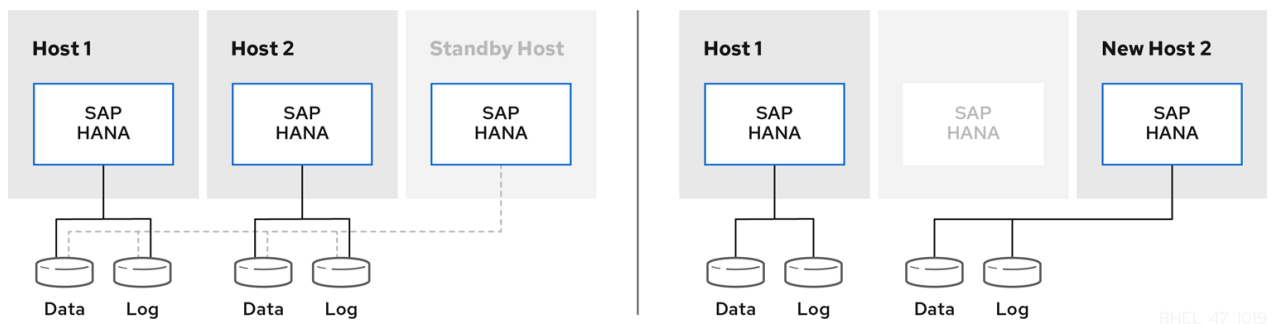 Host 1
Host 2
Standby Host
SAP
HANA
SAP
HANA
SAP
HANA
Data
Log
Data
Log
Host 1
New Host 2
SAP
HANA
SAP
HANA
SAP
HANA
Data
Log
Data
Log
RHEL_47_1019